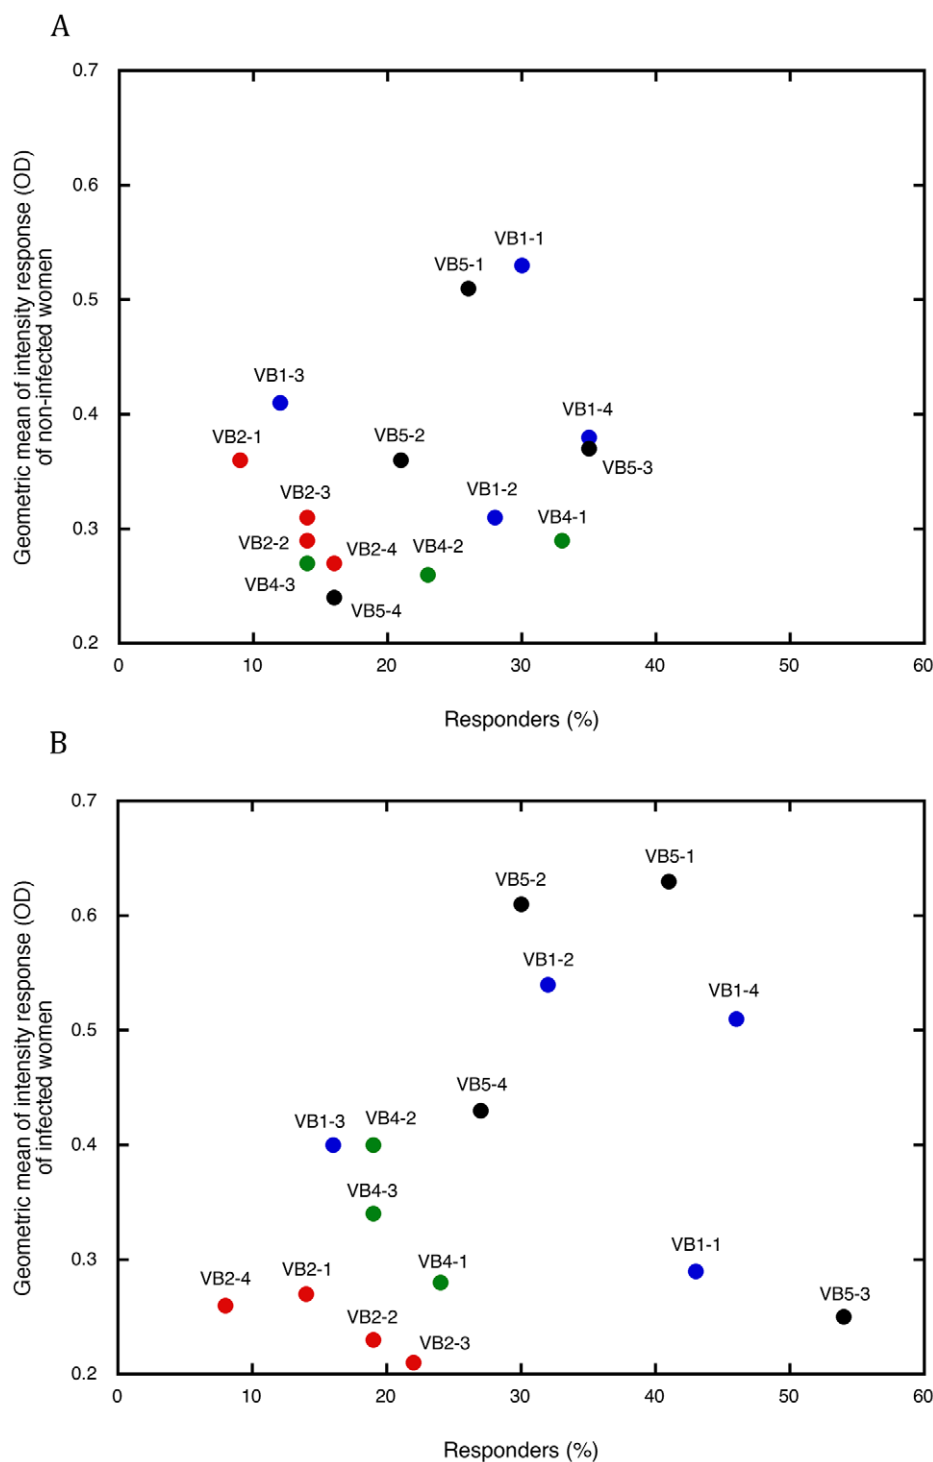 A
0.7
0.6
0.5
0.4
0.3
0.2
Geometric mean of intensity response (OD)
of non-infected women
VB1-1
VB5-1
VB1-3
VB1-4
VB2-1
VB5-2
VB5-3
VB2-3
VB1-2
VB4-1
VB2-2
VB2-4
VB4-2
VB4-3
VB5-4
0
10
20
30
40
50
60
Responders (%)
B
0.7
0.6
0.5
0.4
0.3
0.2
Geometric mean of intensity response (OD)
of infected women
VB5-1
VB5-2
VB1-2
VB1-4
VB5-4
VB1-3
VB4-2
VB4-3
VB1-1
VB4-1
VB2-1
VB2-4
VB5-3
VB2-2
VB2-3
0
10
20
30
40
50
60
Responders (%)